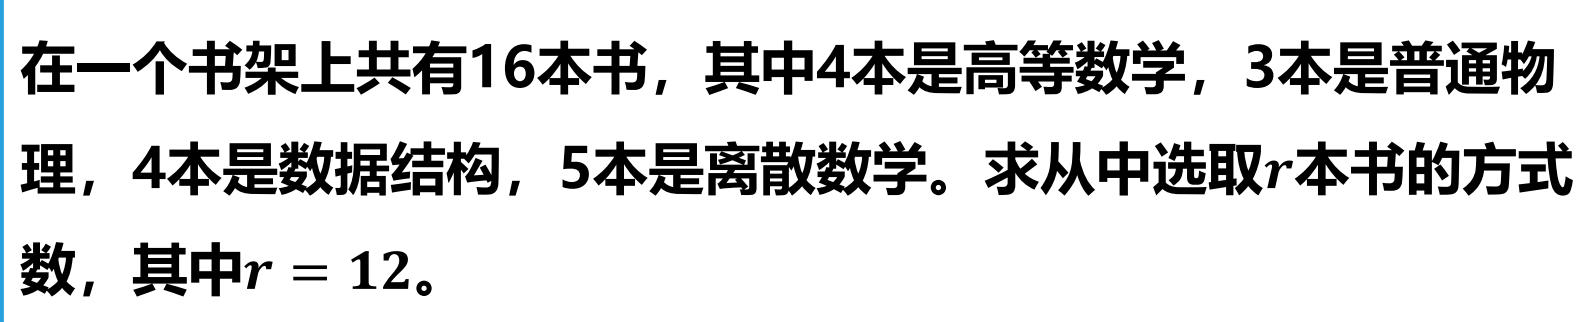 在一个书架上共有16本书，其中4本是高等数学，3本是普通物
理，4本是数据结构，5本是离散数学。求从中选取r本书的方式
数，其中r = 12。